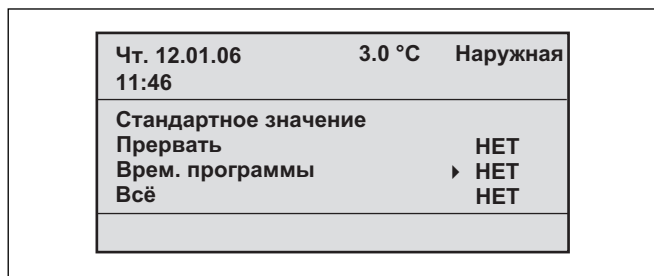 Чт. 12.01.06 3.0 °C Наружная
11:46
Стандартное значение
Прервать НЕТ
Врем. программы ▸ НЕТ
Всё НЕТ